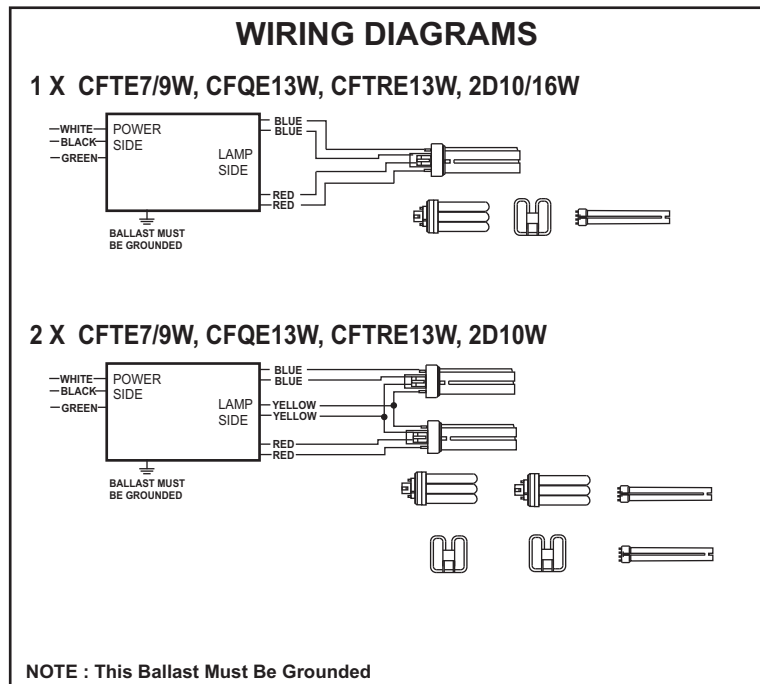 WIRING DIAGRAMS
1 X CFTE7/9W, CFQE13W, CFTRE13W, 2D10/16W
WHITE
BLACK
GREEN
POWER
SIDE
LAMP
SIDE
BLUE
BLUE
RED
RED
BALLAST MUST
BE GROUNDED
2 X CFTE7/9W, CFQE13W, CFTRE13W, 2D10W
WHITE
BLACK
GREEN
POWER
SIDE
LAMP
SIDE
BLUE
BLUE
YELLOW
YELLOW
RED
RED
BALLAST MUST
BE GROUNDED
NOTE : This Ballast Must Be Grounded